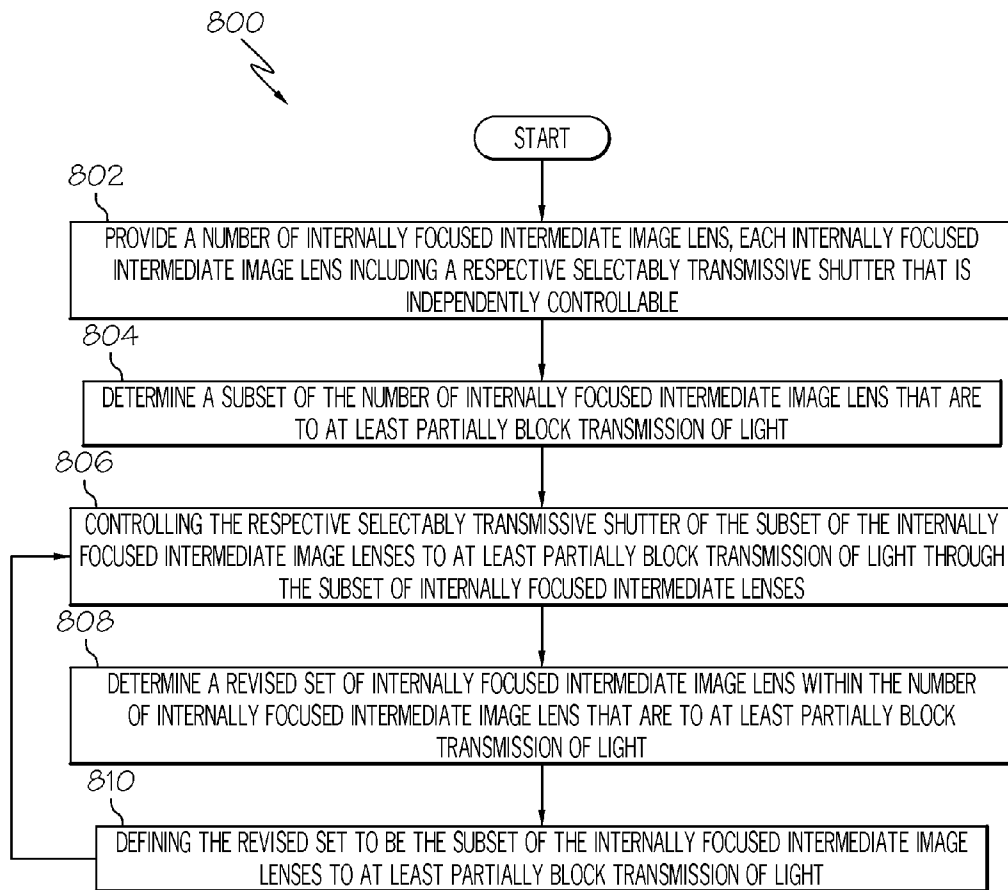 800
START
802
PROVIDE A NUMBER OF INTERNALLY FOCUSED INTERMEDIATE IMAGE LENS, EACH INTERNALLY FOCUSED
INTERMEDIATE IMAGE LENS INCLUDING A RESPECTIVE SELECTABLY TRANSMISSIVE SHUTTER THAT IS
INDEPENDENTLY CONTROLLABLE
804
DETERMINE A SUBSET OF THE NUMBER OF INTERNALLY FOCUSED INTERMEDIATE IMAGE LENS THAT ARE
TO AT LEAST PARTIALLY BLOCK TRANSMISSION OF LIGHT
806
CONTROLLING THE RESPECTIVE SELECTABLY TRANSMISSIVE SHUTTER OF THE SUBSET OF THE INTERNALLY
FOCUSED INTERMEDIATE IMAGE LENSES TO AT LEAST PARTIALLY BLOCK TRANSMISSION OF LIGHT THROUGH
THE SUBSET OF INTERNALLY FOCUSED INTERMEDIATE LENSES
808
DETERMINE A REVISED SET OF INTERNALLY FOCUSED INTERMEDIATE IMAGE LENS WITHIN THE NUMBER
OF INTERNALLY FOCUSED INTERMEDIATE IMAGE LENS THAT ARE TO AT LEAST PARTIALLY BLOCK
TRANSMISSION OF LIGHT
810
DEFINING THE REVISED SET TO BE THE SUBSET OF THE INTERNALLY FOCUSED INTERMEDIATE IMAGE
LENSES TO AT LEAST PARTIALLY BLOCK TRANSMISSION OF LIGHT